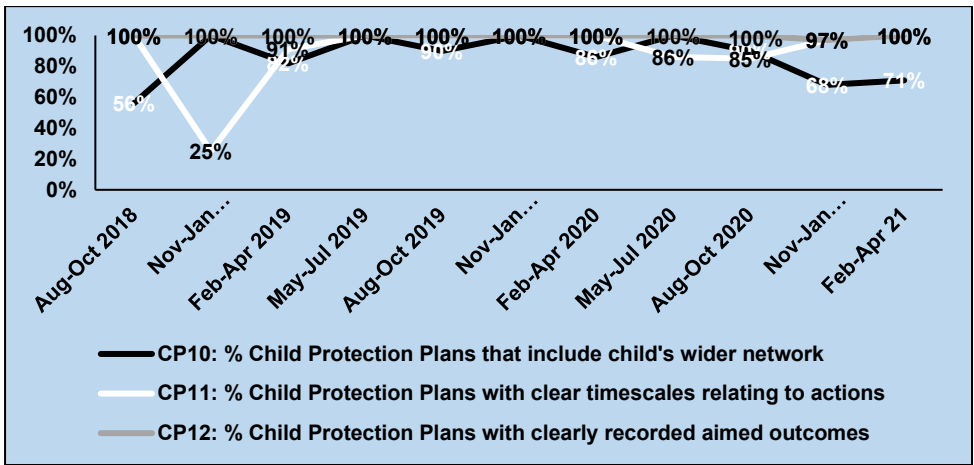 100%
80%
60%
40%
20%
0%
100% 100% 100% 100% 100% 100% 100% 100% 100% 97% 100%
91%
56% 82% 90% 86% 86% 85% 68% 71%
25%
Aug-Oct 2018
Nov-Jan...
Feb-Apr 2019
May-Jul 2019
Aug-Oct 2019
Nov-Jan...
Feb-Apr 2020
May-Jul 2020
Aug-Oct 2020
Nov-Jan...
Feb-Apr 21
CP10: % Child Protection Plans that include child's wider network
CP11: % Child Protection Plans with clear timescales relating to actions
CP12: % Child Protection Plans with clearly recorded aimed outcomes